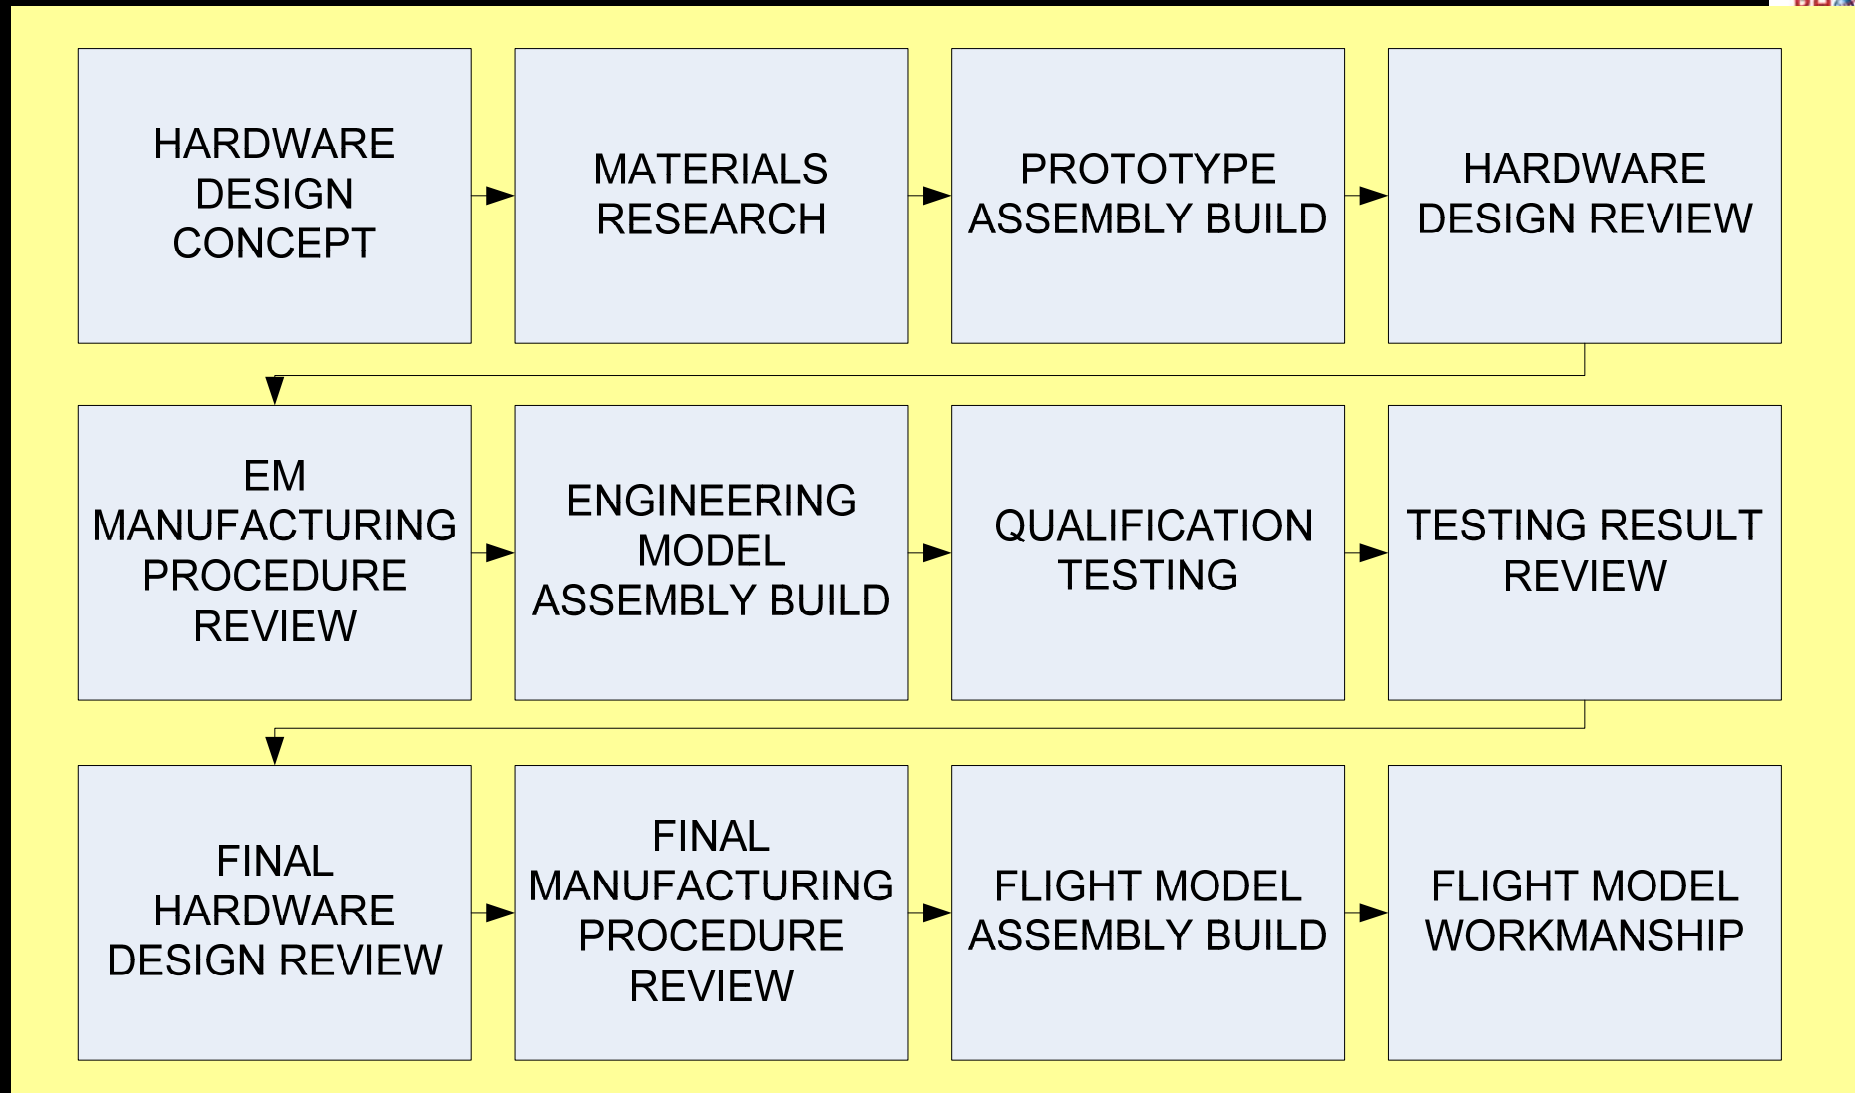 HARDWARE
DESIGN
CONCEPT
MATERIALS
RESEARCH
PROTOTYPE
ASSEMBLY BUILD
HARDWARE
DESIGN REVIEW
EM
MANUFACTURING
PROCEDURE
REVIEW
ENGINEERING
MODEL
ASSEMBLY BUILD
QUALIFICATION
TESTING
TESTING RESULT
REVIEW
FINAL
HARDWARE
DESIGN REVIEW
FINAL
MANUFACTURING
PROCEDURE
REVIEW
FLIGHT MODEL
ASSEMBLY BUILD
FLIGHT MODEL
WORKMANSHIP